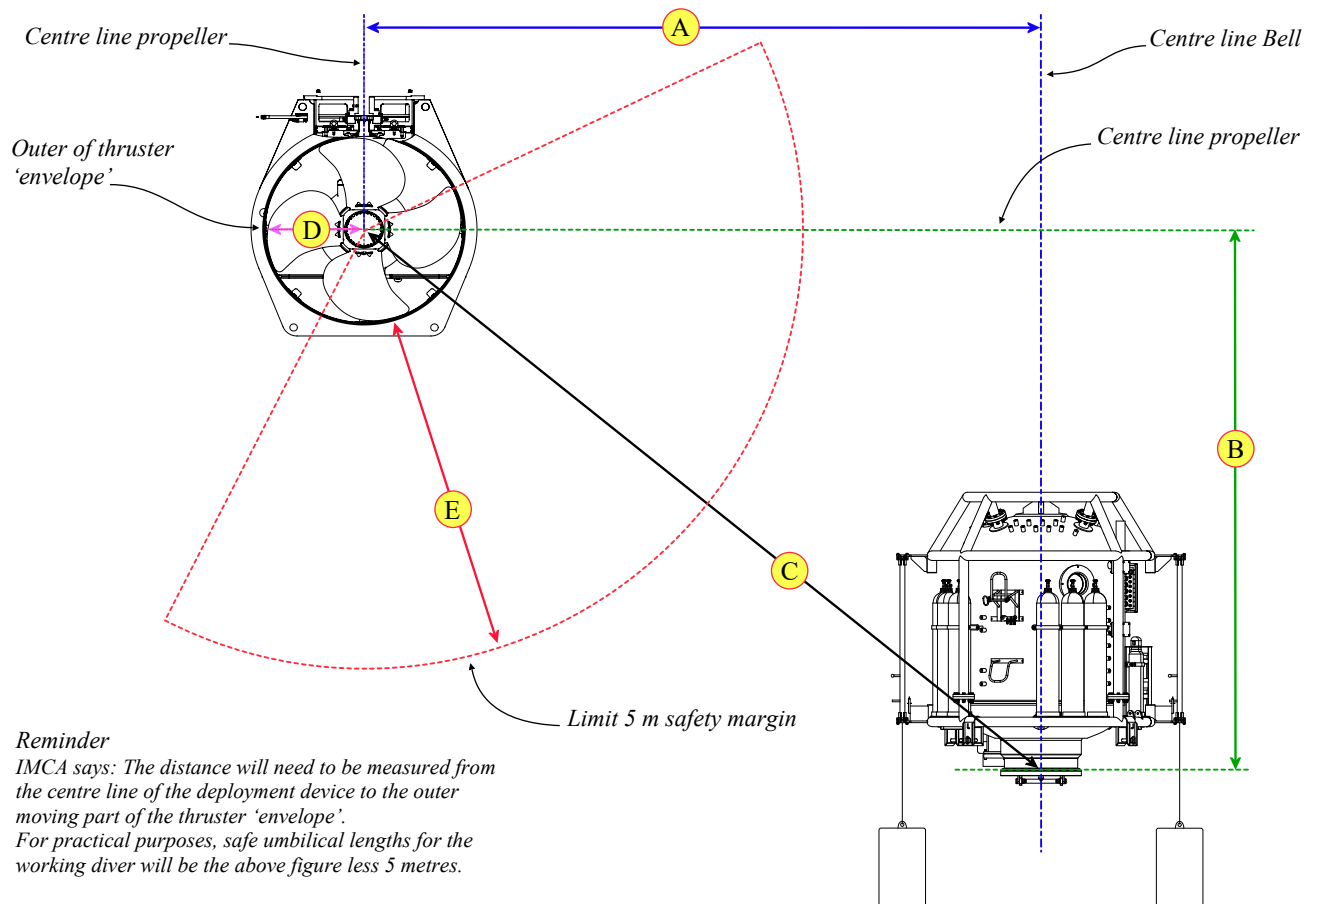 A
Centre line propeller
Centre line Bell
Centre line propeller
Outer of thruster
‘envelope’
D
B
E
C
Limit 5 m safety margin
Reminder
IMCA says: The distance will need to be measured from
the centre line of the deployment device to the outer
moving part of the thruster ‘envelope’.
For practical purposes, safe umbilical lengths for the
working diver will be the above figure less 5 metres.